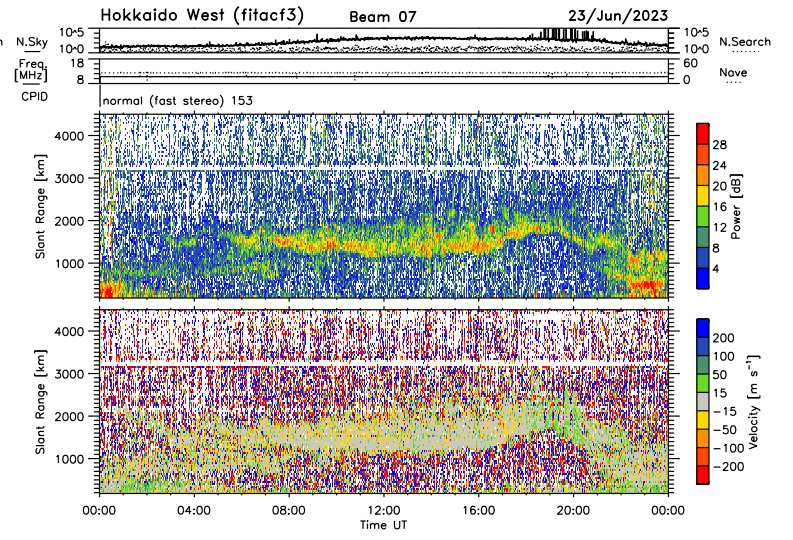 Hokkaido West (fitacf3) Beam 07 23/Jun/2023
n N.Sky 10^5 10^5 N.Search
10^0 10^0
Freq. 18 60 Nave
[MHz] 8 0
CPID normal (fast stereo) 153
Slant Range [km]
4000
3000
2000
1000
28
24
20
16
12
8
4
Power [dB]
Slant Range [km]
4000
3000
2000
1000
200
100
50
15
-15
-50
-100
-200
Velocity [m s^-1]
00:00 04:00 08:00 12:00 16:00 20:00 00:00
Time UT